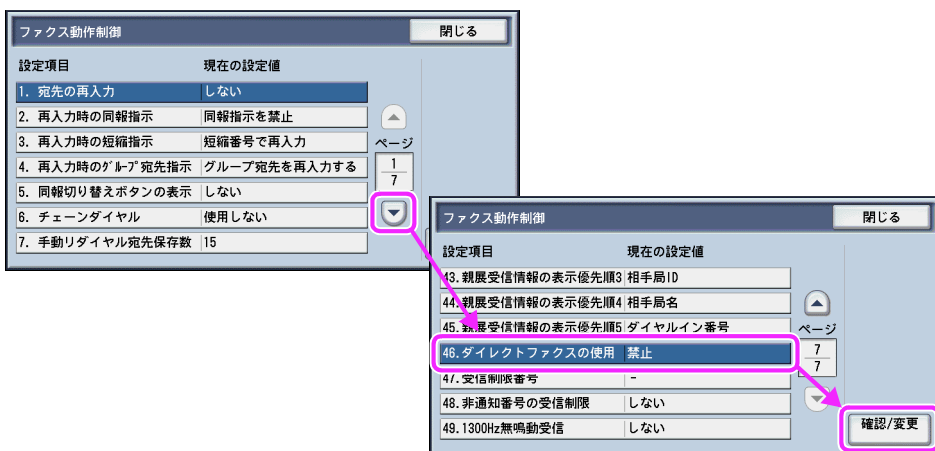 ファクス動作制御 閉じる
設定項目 現在の設定値
1. 宛先の再入力 しない
2. 再入力時の同報指示 同報指示を禁止
3. 再入力時の短縮指示 短縮番号で再入力
4. 再入力時のｸﾞﾙｰﾌﾟ宛先指示 グループ宛先を再入力する
5. 同報切り替えボタンの表示 しない
6. チェーンダイヤル 使用しない
7. 手動リダイヤル宛先保存数 15
ページ
1
7
ファクス動作制御 閉じる
設定項目 現在の設定値
43.親展受信情報の表示優先順3 相手局ID
44.親展受信情報の表示優先順4 相手局名
45.親展受信情報の表示優先順5 ダイヤルイン番号
46.ダイレクトファクスの使用 禁止
47.受信制限番号 -
48.非通知番号の受信制限 しない
49.1300Hz無鳴動受信 しない
ページ
7
7
確認/変更